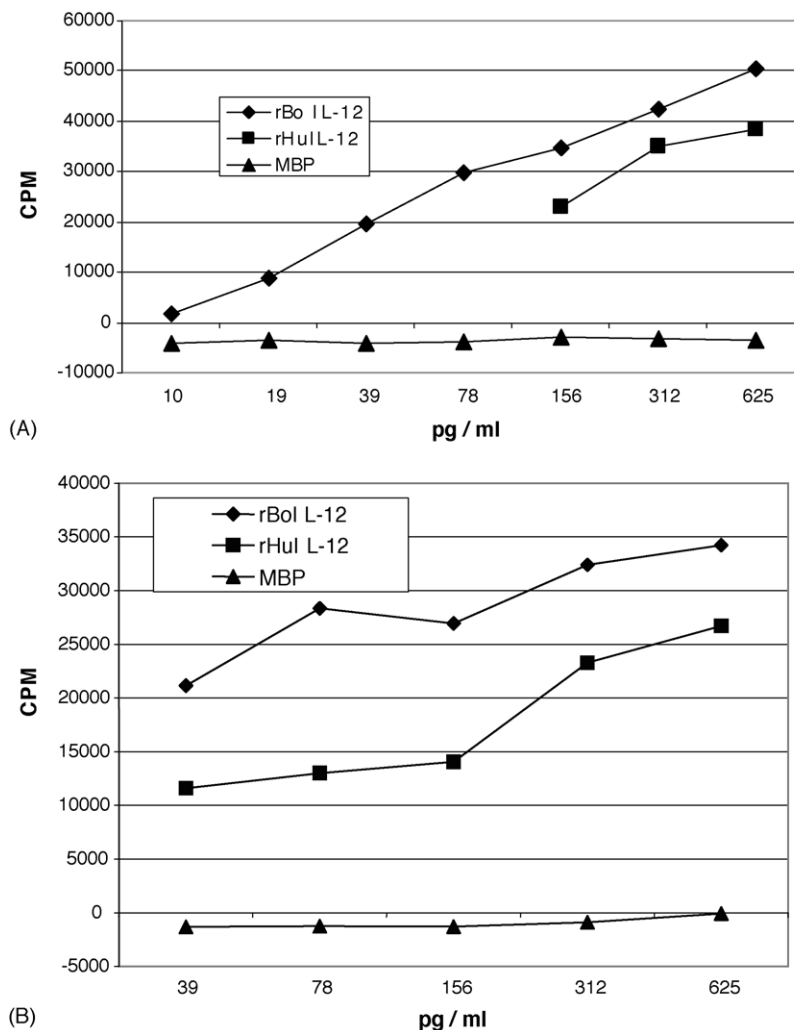 60000
50000
40000
30000
20000
10000
0
-10000
CPM
rBo IL-12
rHuIL-12
MBP
10 19 39 78 156 312 625
pg / ml
(A)
40000
35000
30000
25000
20000
15000
10000
5000
0
-5000
CPM
rBoI L-12
rHuI L-12
MBP
39 78 156 312 625
pg / ml
(B)